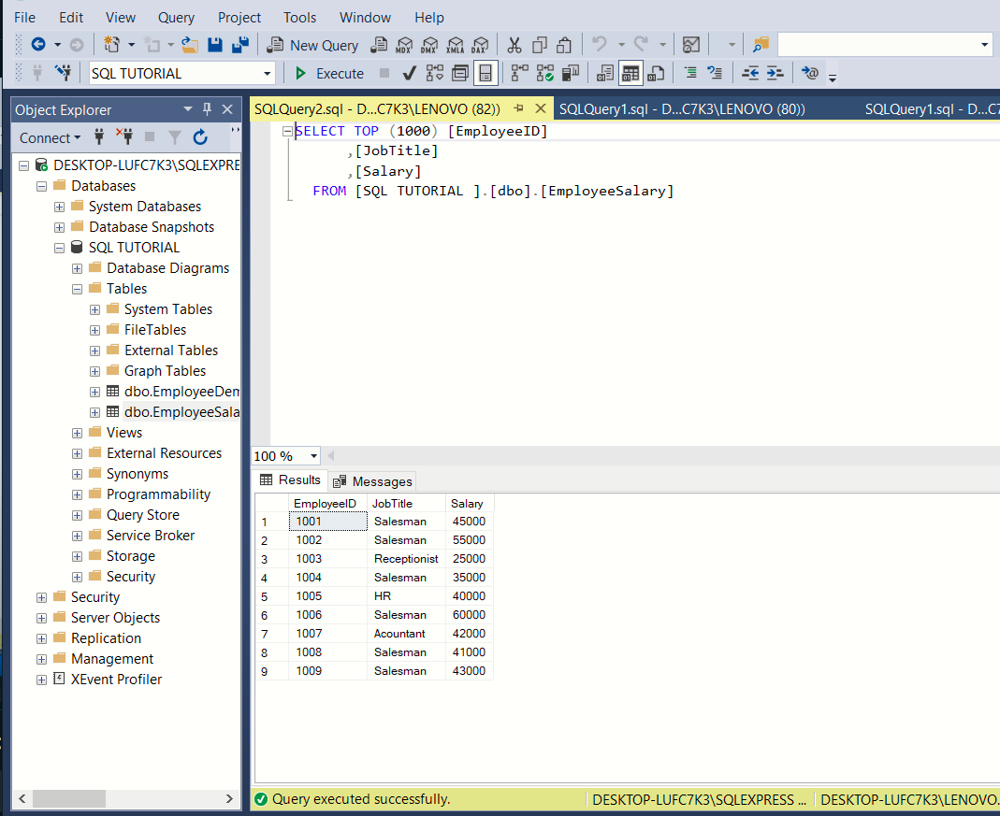 File Edit View Query Project Tools Window Help
New Query MDX DMX XMLA DAX
SQL TUTORIAL Execute
Object Explorer
Connect
DESKTOP-LUFC7K3\SQLEXPRE
Databases
System Databases
Database Snapshots
SQL TUTORIAL
Database Diagrams
Tables
System Tables
FileTables
External Tables
Graph Tables
dbo.EmployeeDem
dbo.EmployeeSala
Views
External Resources
Synonyms
Programmability
Query Store
Service Broker
Storage
Security
Security
Server Objects
Replication
Management
XEvent Profiler
SQLQuery2.sql - D...C7K3\LENOVO (82)) SQLQuery1.sql - D...C7K3\LENOVO (80)) SQLQuery1.sql - D...C7
SELECT TOP (1000) [EmployeeID]
,[JobTitle]
,[Salary]
FROM [SQL TUTORIAL ].[dbo].[EmployeeSalary]
100 %
Results Messages
EmployeeID JobTitle Salary
1 1001 Salesman 45000
2 1002 Salesman 55000
3 1003 Receptionist 25000
4 1004 Salesman 35000
5 1005 HR 40000
6 1006 Salesman 60000
7 1007 Acountant 42000
8 1008 Salesman 41000
9 1009 Salesman 43000
Query executed successfully. DESKTOP-LUFC7K3\SQLEXPRESS ... DESKTOP-LUFC7K3\LENOVO.